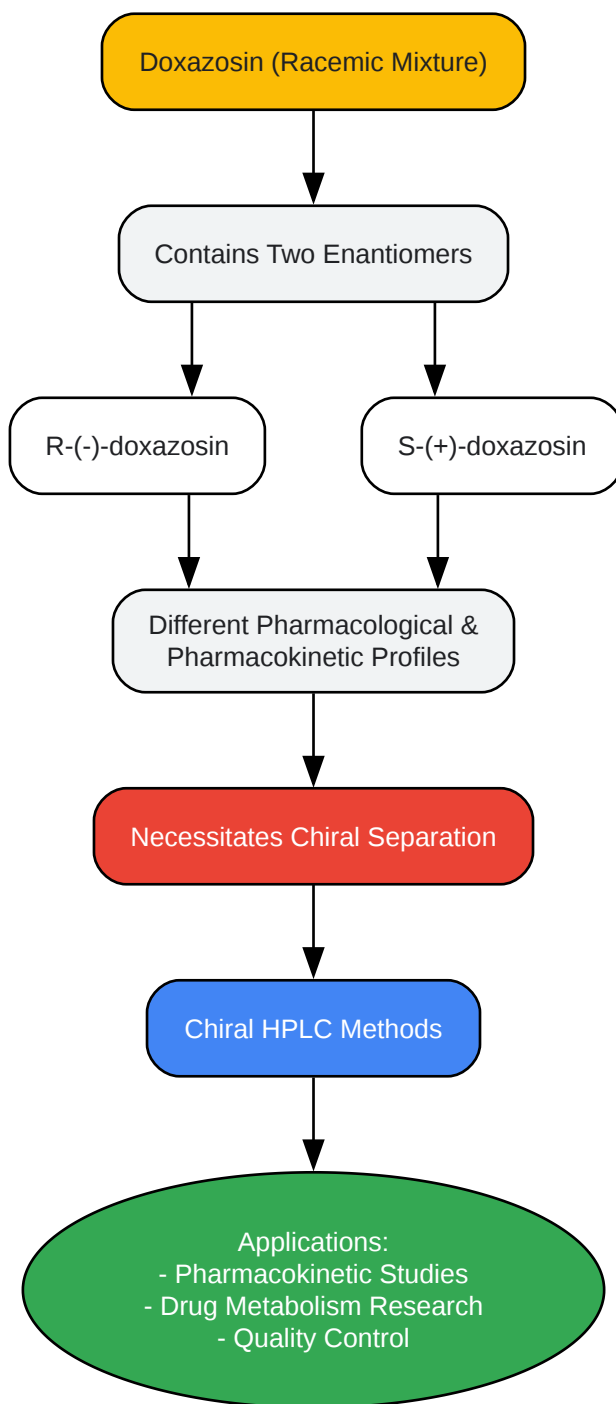 Doxazosin (Racemic Mixture)
Contains Two Enantiomers
R-(-)-doxazosin
S-(+)-doxazosin
Different Pharmacological &
Pharmacokinetic Profiles
Necessitates Chiral Separation
Chiral HPLC Methods
Applications:
- Pharmacokinetic Studies
- Drug Metabolism Research
- Quality Control